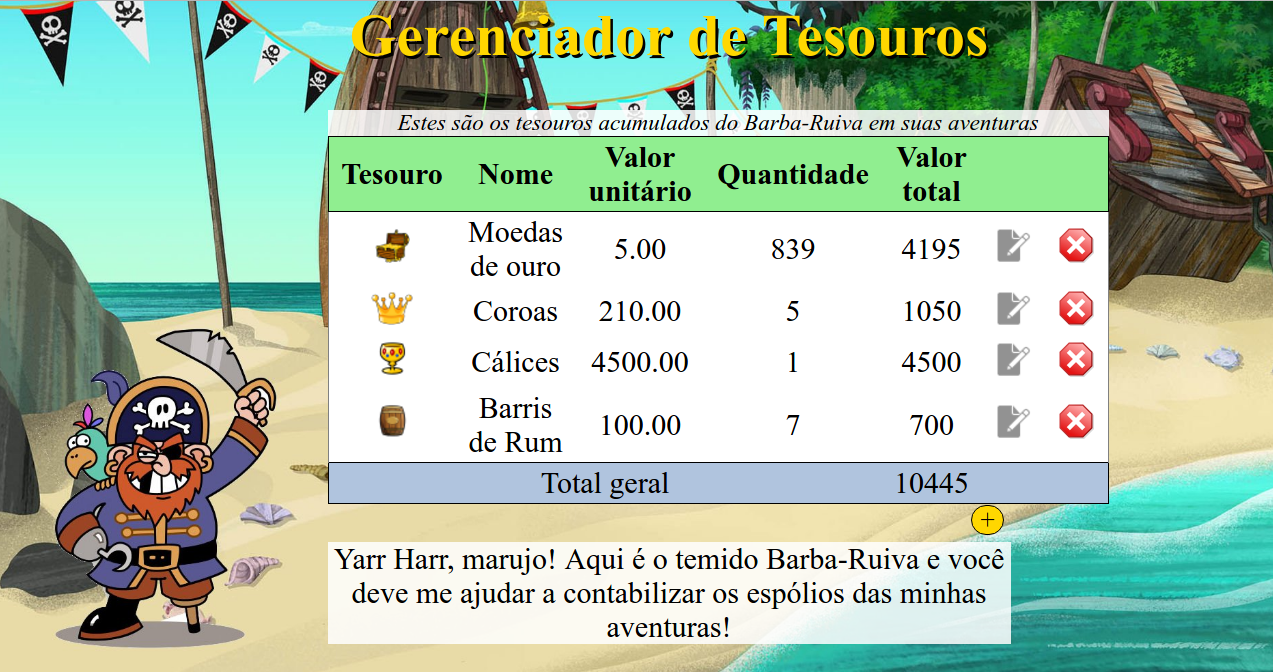 Gerenciador de Tesouros
Estes são os tesouros acumulados do Barba-Ruiva em suas aventuras
Tesouro Nome Valor unitário Quantidade Valor total
Moedas de ouro 5.00 839 4195
Coroas 210.00 5 1050
Cálices 4500.00 1 4500
Barris de Rum 100.00 7 700
Total geral 10445
+
Yarr Harr, marujo! Aqui é o temido Barba-Ruiva e você
deve me ajudar a contabilizar os espólios das minhas
aventuras!